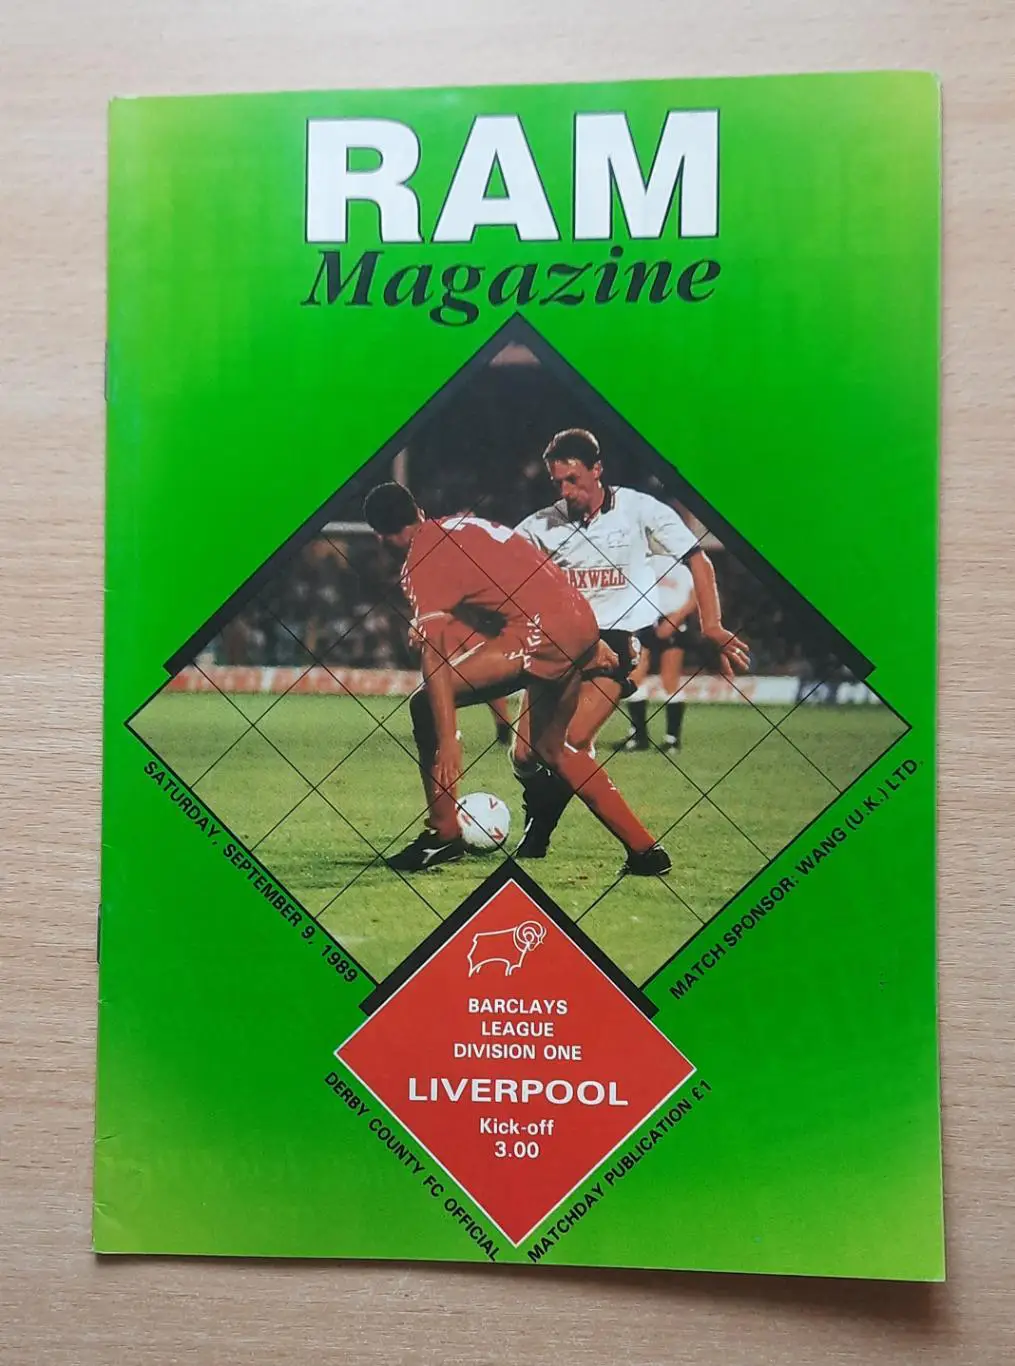 RAM
Magazine
AXWELL
SATURDAY, SEPTEMBER 9, 1989
MATCH SPONSOR: WANG (U.K.) LTD.
BARCLAYS
LEAGUE
DIVISION ONE
LIVERPOOL
Kick-off
3.00
DERBY COUNTY FC OFFICIAL
MATCHDAY PUBLICATION £1